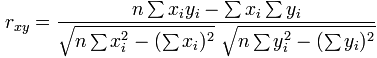 r_{xy} = \frac{n\sum x_i y_i - \sum x_i \sum y_i}{\sqrt{n\sum x_i^2 - (\sum x_i)^2}\ \sqrt{n\sum y_i^2 - (\sum y_i)^2}}